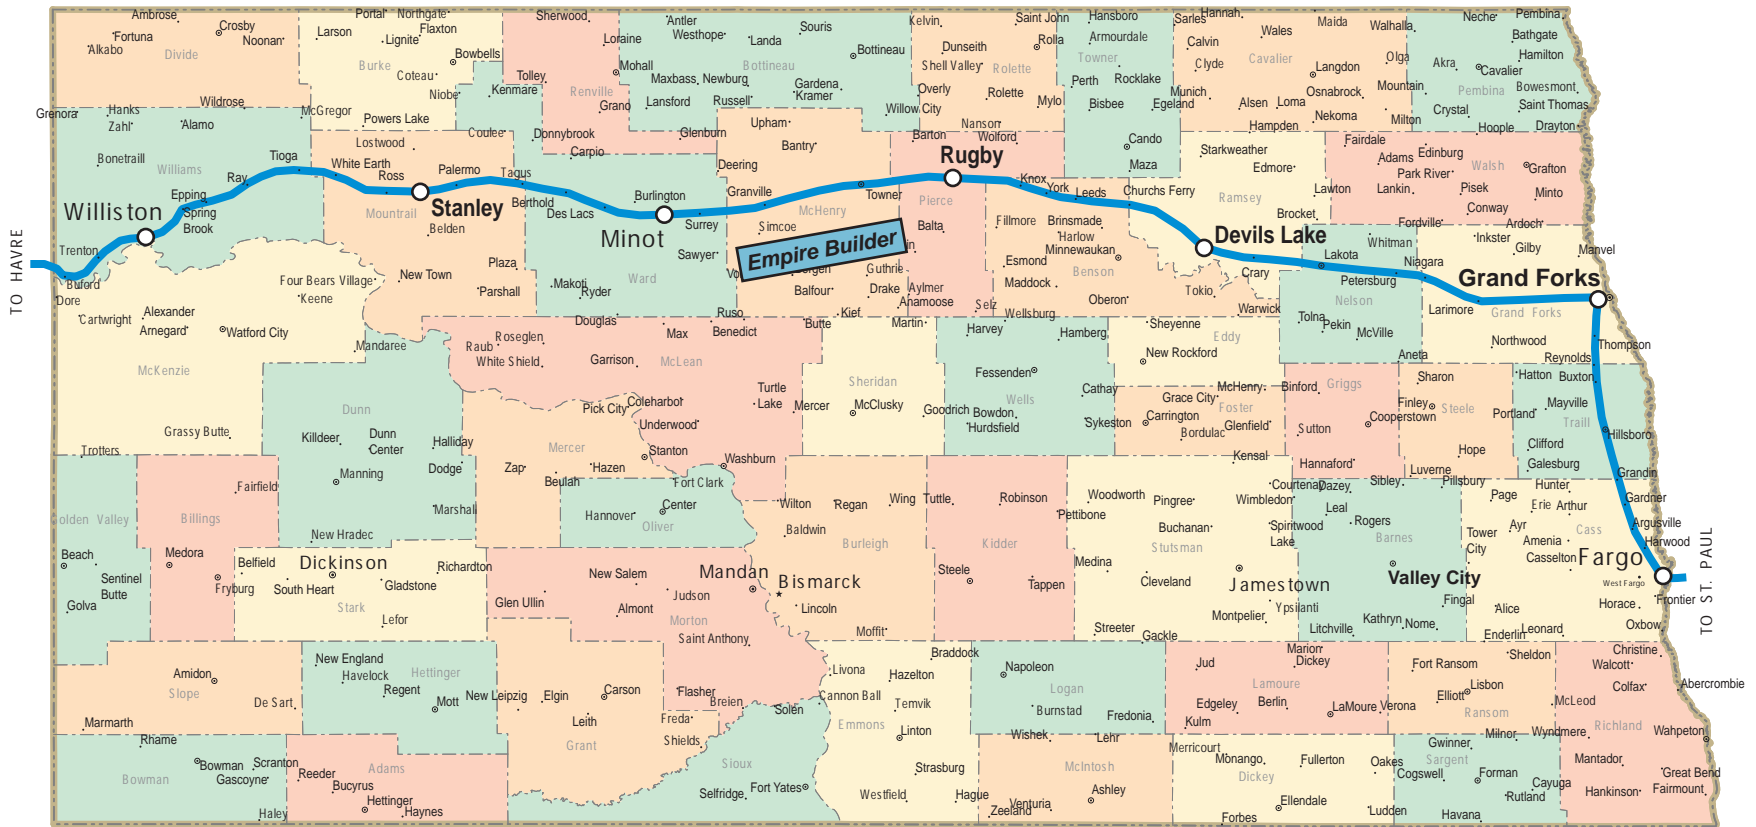 Ambrose
Fortuna
Crosby
Alkabo
Noonan
Divide
Portal
Northgate
Larson
Flaxton
Lignite
Bowbells
Burke
Coteau
Niobe
Kenmare
Powers Lake
Coulee
Sherwood
Loraine
Mohall
Tolley
Renville
Grano
Donnybrook
Carpio
Glenburn
Antler
Westhope
Landa
Souris
Bottineau
Bottineau
Maxbass
Newburg
Gardena
Kramer
Lansford
Russell
Willow City
Overly
Kelvin
Saint John
Dunseith
Rolla
Shell Valley
Rolette
Rolette
Mylo
Nanson
Wolford
Barton
Hansboro
Armourdale
Towner
Perth
Rocklake
Bisbee
Egeland
Cando
Maza
Sarles
Hannah
Maida
Walhalla
Wales
Calvin
Clyde
Cavalier
Langdon
Olga
Munich
Alsen
Loma
Osnabrock
Mountain
Nekoma
Milton
Hampden
Neche
Pembina
Bathgate
Hamilton
Akra
Cavalier
Pembina
Bowesmont
Crystal
Saint Thomas
Hoople
Drayton
Grenora
Hanks
Zahl
Wildrose
Alamo
McGregor
Bonetraill
Williams
Tioga
Ray
Epping
Spring
Brook
Williston
Trenton
Buford
Dore
TO HAVRE
Lostwood
White Earth
Ross
Palermo
Tagus
Stanley
Mountrail
Belden
Plaza
New Town
Parshall
Four Bears Village
Keene
Berthold
Des Lacs
Burlington
Minot
Surrey
Sawyer
Ward
Makoti
Ryder
Douglas
Upham
Bantry
Deering
Granville
Towner
McHenry
Simcoe
Empire Builder
Guthrie
Drake
Balfour
Anamoose
Kief
Butte
Martin
Ruso
Benedict
Max
Rugby
Pierce
Balta
Aylmer
Selz
Knox
York
Leeds
Churchs Ferry
Fillmore
Brinsmade
Harlow
Minnewaukan
Esmond
Benson
Maddock
Oberon
Wellsburg
Tokio
Warwick
Starkweather
Edmore
Ramsey
Lawton
Brocket
Devils Lake
Crary
Fairdale
Adams
Edinburg
Walsh
Park River
Grafton
Lankin
Pisek
Minto
Conway
Fordville
Ardoch
Whitman
Lakota
Petersburg
Niagara
Nelson
Tolna
Pekin
McVille
Aneta
Inkster
Gilby
Manvel
Grand Forks
Larimore
Grand Forks
Northwood
Thompson
Reynolds
Cartwright
Alexander
Arnegard
Watford City
McKenzie
Mandaree
Grassy Butte
Trotters
Raub
Roseglen
White Shield
Garrison
McLean
Coleharbor
Underwood
Turtle
Lake
Mercer
Washburn
Pick City
Stanton
Mercer
Zap
Hazen
Beulah
Fort Clark
Sheridan
McClusky
Goodrich
Harvey
Hamberg
Fessenden
Wells
Cathay
Bowdon
Hurdsfield
Sykeston
Sheyenne
Eddy
New Rockford
McHenry
Grace City
Carrington
Foster
Bordulac
Glenfield
Binford
Griggs
Cooperstown
Sutton
Hannaford
Sharon
Finley
Steele
Hope
Luverne
Hatton
Buxton
Portland
Mayville
Traill
Hillsboro
Clifford
Galesburg
Grandin
Dunn
Killdeer
Dunn
Center
Halliday
Manning
Dodge
Marshall
New Hradec
Golden Valley
Beach
Sentinel
Butte
Golva
Fairfield
Billings
Medora
Fryburg
Belfield
Dickinson
South Heart
Gladstone
Richardton
Stark
Lefor
Hannover
Center
Oliver
New Salem
Mandan
Glen Ullin
Judson
Almont
Morton
Saint Anthony
Flasher
Breien
Wilton
Regan
Wing
Baldwin
Burleigh
Bismarck
Lincoln
Moffit
Tuttle
Robinson
Kidder
Steele
Tappen
Kensal
Woodworth
Pingree
Wimbledon
Courtenay
Pettibone
Buchanan
Stutsman
Spiritwood
Lake
Medina
Cleveland
Jamestown
Montpelier
Ypsilanti
Streeter
Gackle
Dazey
Sibley
Pillsbury
Leal
Rogers
Barnes
Valley City
Fingal
Litchville
Kathryn
Nome
Hunter
Page
Erie
Arthur
Gardner
Tower
City
Ayr
Cass
Argusville
Amenia
Harwood
Casselton
Fargo
West Fargo
Frontier
Horace
Alice
Oxbow
Enderlin
Leonard
TO ST. PAUL
Amidon
Slope
De Sart
Marmarth
Rhame
Bowman
Bowman
Scranton
Gascoyne
Haley
New England
Havelock
Hettinger
Regent
Mott
New Leipzig
Elgin
Carson
Leith
Grant
Freda
Shields
Reeder
Adams
Bucyrus
Hettinger
Haynes
Solen
Cannon Ball
Sioux
Selfridge
Fort Yates
Livona
Hazelton
Braddock
Temvik
Emmons
Linton
Strasburg
Westfield
Hague
Napoleon
Logan
Burnstad
Fredonia
Wishek
Lehr
McIntosh
Ashley
Venturia
Zeeland
Jud
Marion
Dickey
Lamoure
Edgeley
Berlin
LaMoure
Verona
Kulm
Merricourt
Monango
Fullerton
Dickey
Oakes
Ellendale
Forbes
Ludden
Fort Ransom
Sheldon
Lisbon
Elliott
Ransom
McLeod
Gwinner
Milnor
Wyndmere
Sargent
Cogswell
Forman
Cayuga
Rutland
Havana
Christine
Walcott
Colfax
Abercrombie
Richland
Wahpeton
Mantador
Great Bend
Hankinson
Fairmount